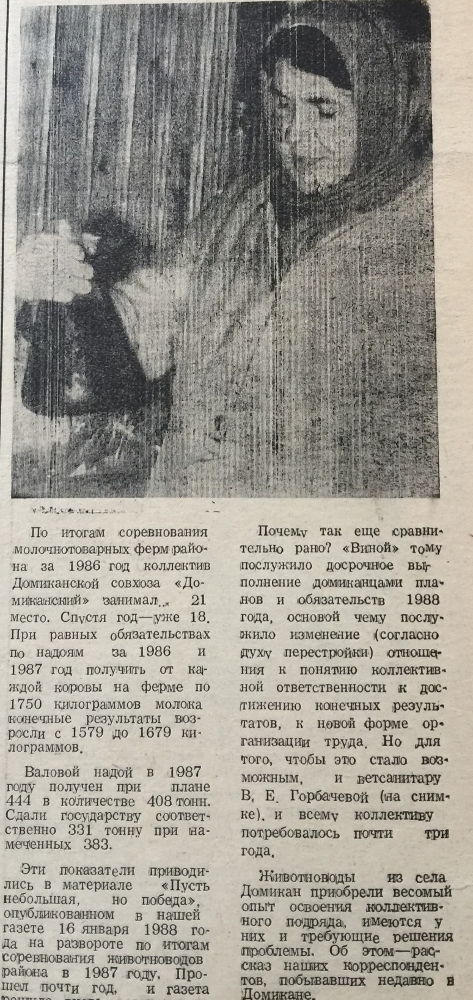 По итогам соревнования
молочнотоварных ферм райо-
на за 1986 год коллектив
Домиканской совхоза «До-
миканский» занимал... 21
место. Спустя год—уже 18.
При равных обязательствах
по надоям за 1986 и
1987 год получить от ка-
ждой коровы на ферме по
1750 килограммов молока
конечные результаты воз-
росли с 1579 до 1679 ки-
лограммов.
Валовой надой в 1987
году получен при плане
444 в количестве 408 тонн.
Сдали государству соответ-
ственно 331 тонну при на-
меченных 383.
Эти показатели приводи-
лись в материале «Пусть
небольшая, но победа»,
опубликованном в нашей
газете 16 января 1988 го-
да на развороте по итогам
соревнования животноводов
района в 1987 году. Про-
шел почти год, и газета
Почему так еще сравни-
тельно рано? «Виной» тому
послужило досрочное вы-
полнение домиканцами пла-
нов и обязательств 1988
года, основой чему послу-
жило изменение (согласно
духу перестройки) отноше-
ния к понятию коллектив-
ной ответственности к дос-
тижению конечных резуль-
татов, к новой форме ор-
ганизации труда. Но для
того, чтобы это стало воз-
можным, и ветсанитару
В. Е. Горбачевой (на сним-
ке), и всему коллективу
потребовалось почти три
года.
Животноводы из села
Домикан приобрели весомый
опыт освоения коллектив-
ного подряда, имеются у
них и требующие решения
проблемы. Об этом—рас-
сказ наших корреспонден-
тов, побывавших недавно в
Домикане.